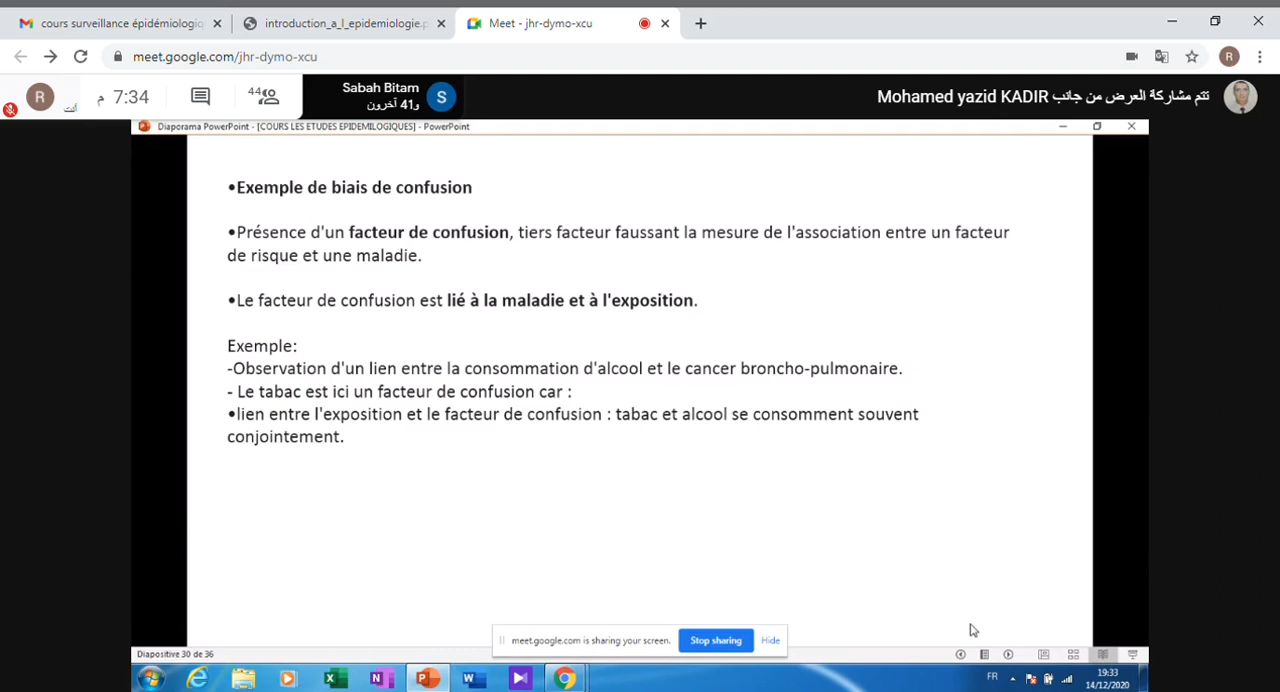 cours surveillance épidémiologi
introduction_a_l_epidemiologie.p
Meet - jhr-dymo-xcu
meet.google.com/jhr-dymo-xcu
R
R
أنت
7:34 م
44
Sabah Bitam
و41 آخرون
S
تتم مشاركة العرض من جانب Mohamed yazid KADIR
Diaporama PowerPoint - [COURS LES ETUDES EPIDEMILOGIQUES] - PowerPoint
•Exemple de biais de confusion
•Présence d'un facteur de confusion, tiers facteur faussant la mesure de l'association entre un facteur
de risque et une maladie.
•Le facteur de confusion est lié à la maladie et à l'exposition.
Exemple:
-Observation d'un lien entre la consommation d'alcool et le cancer broncho-pulmonaire.
- Le tabac est ici un facteur de confusion car :
•lien entre l'exposition et le facteur de confusion : tabac et alcool se consomment souvent
conjointement.
meet.google.com is sharing your screen.
Stop sharing
Hide
Diapositive 30 de 36
FR
19:33
14/12/2020